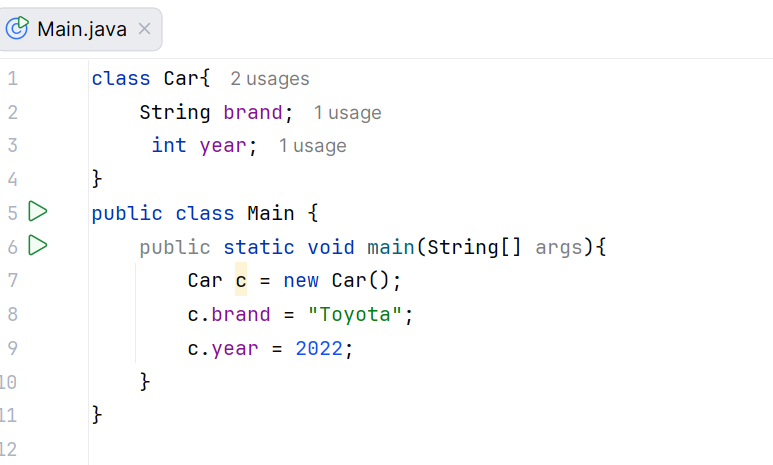 Main.java
1 class Car{ 2 usages
2 String brand; 1 usage
3 int year; 1 usage
4 }
5 public class Main {
6 public static void main(String[] args){
7 Car c = new Car();
8 c.brand = "Toyota";
9 c.year = 2022;
10 }
11 }
12